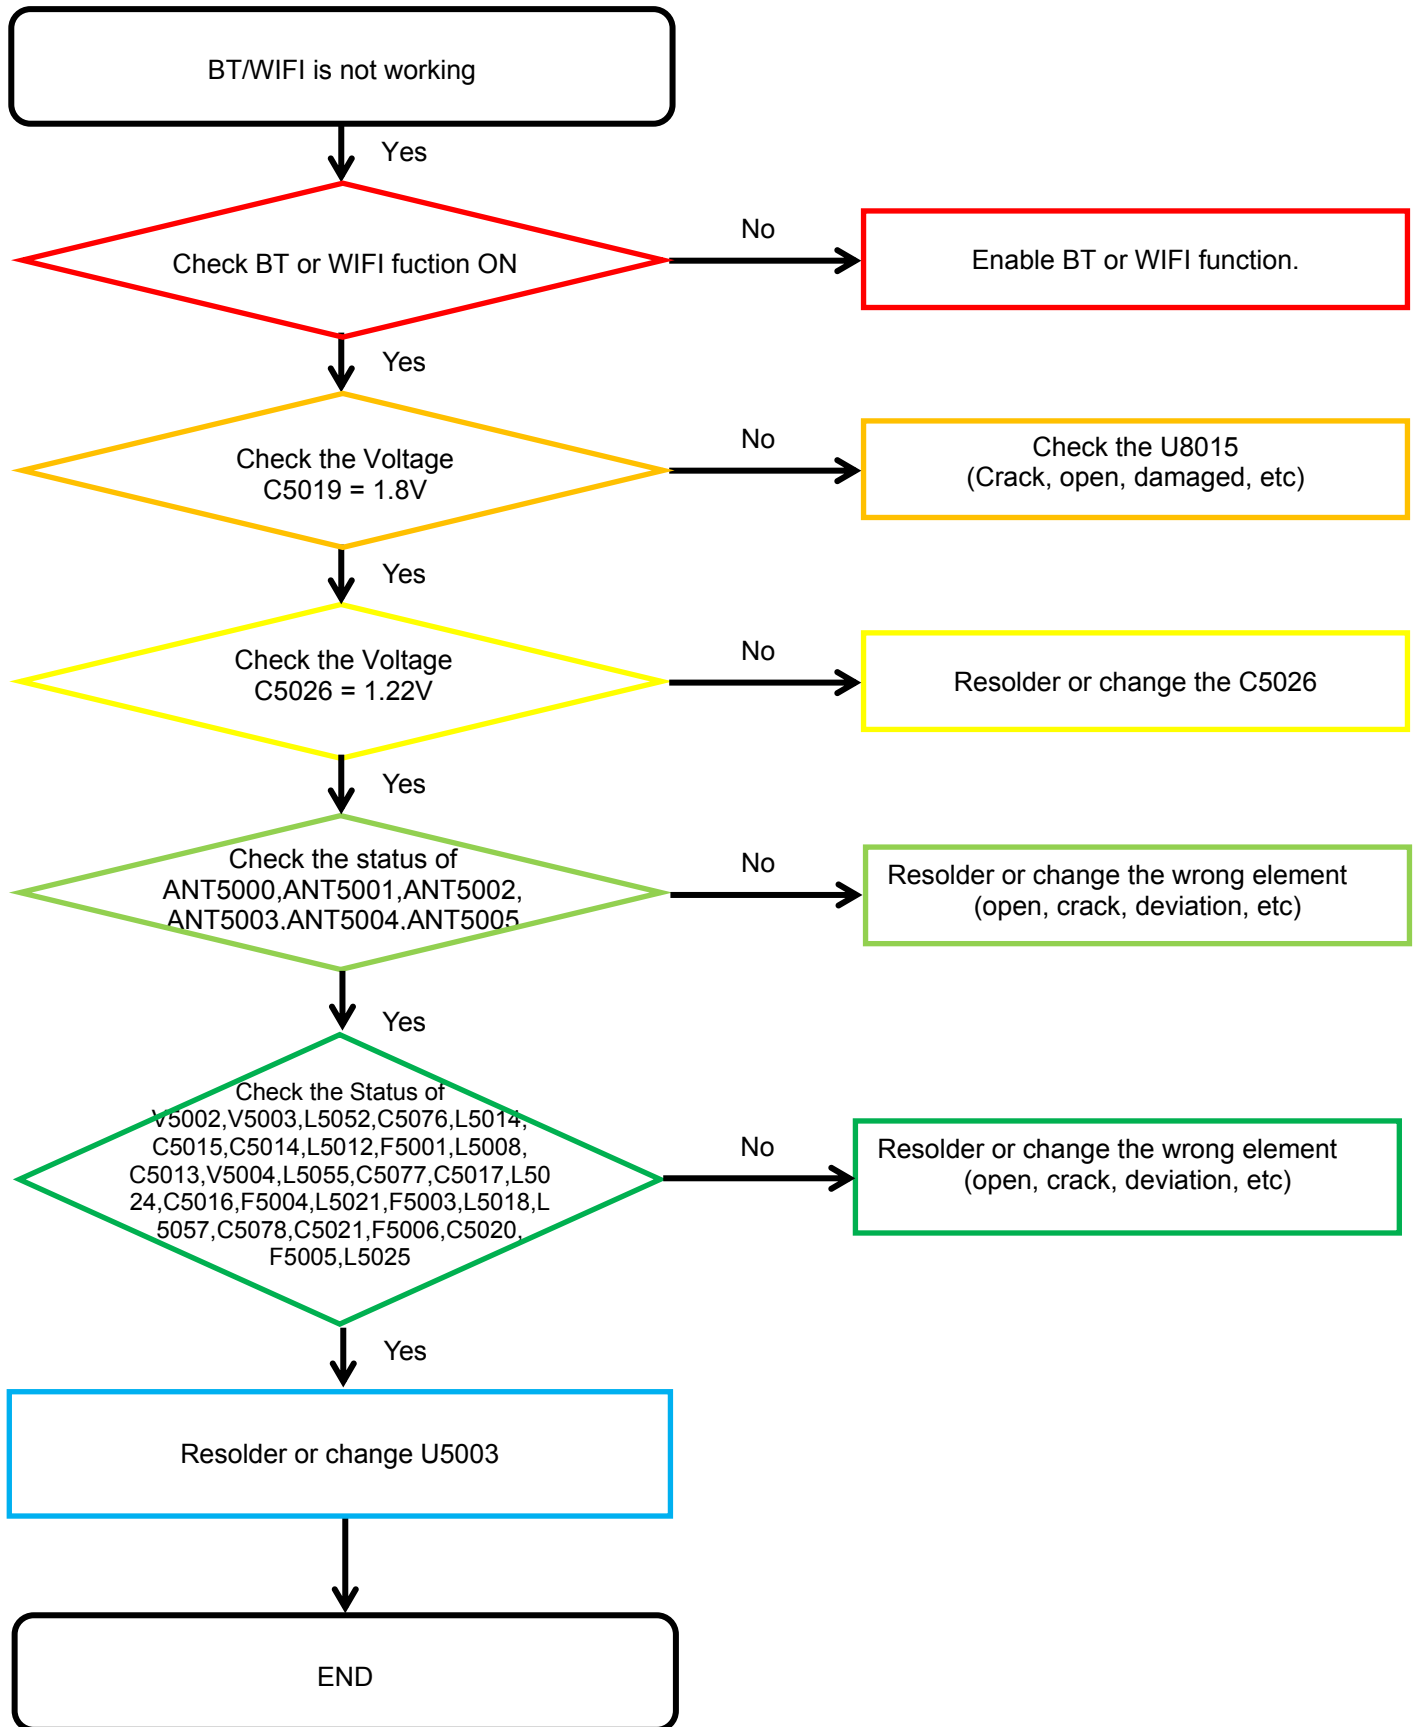 BT/WIFI is not working
Yes
Check BT or WIFI fuction ON
No
Enable BT or WIFI function.
Yes
Check the Voltage
C5019 = 1.8V
No
Check the U8015
(Crack, open, damaged, etc)
Yes
Check the Voltage
C5026 = 1.22V
No
Resolder or change the C5026
Yes
Check the status of
ANT5000,ANT5001,ANT5002,
ANT5003,ANT5004,ANT5005
No
Resolder or change the wrong element
(open, crack, deviation, etc)
Yes
Check the Status of
V5002,V5003,L5052,C5076,L5014,
C5015,C5014,L5012,F5001,L5008,
C5013,V5004,L5055,C5077,C5017,L50
24,C5016,F5004,L5021,F5003,L5018,L
5057,C5078,C5021,F5006,C5020,
F5005,L5025
No
Resolder or change the wrong element
(open, crack, deviation, etc)
Yes
Resolder or change U5003
END